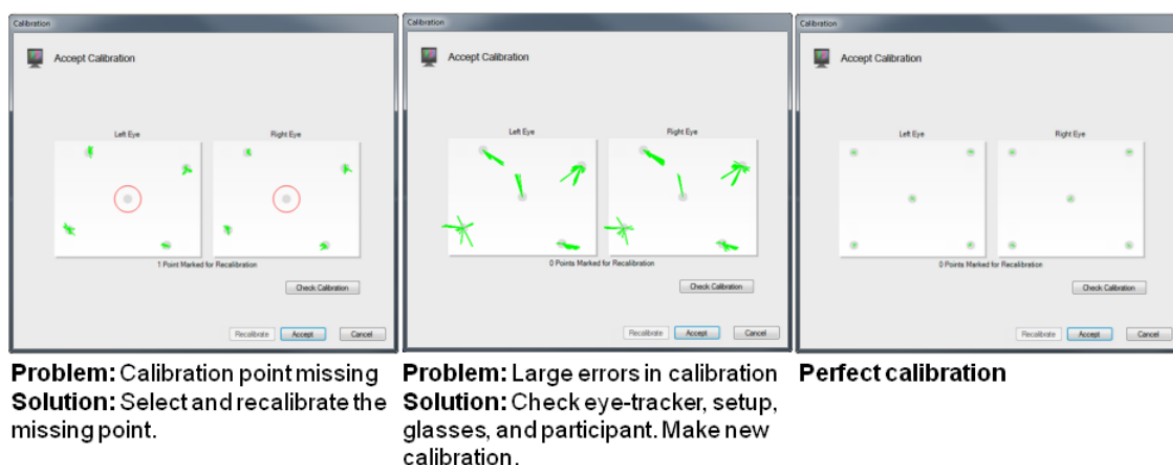 Calibration
Accept Calibration
Left Eye
Right Eye
1 Point Marked for Recalibration
Check Calibration
Recalibrate
Accept
Cancel
Problem: Calibration point missing
Solution: Select and recalibrate the
missing point.
Calibration
Accept Calibration
Left Eye
Right Eye
0 Points Marked for Recalibration
Check Calibration
Recalibrate
Accept
Cancel
Problem: Large errors in calibration
Solution: Check eye-tracker, setup,
glasses, and participant. Make new
calibration.
Calibration
Accept Calibration
Left Eye
Right Eye
0 Points Marked for Recalibration
Check Calibration
Recalibrate
Accept
Cancel
Perfect calibration